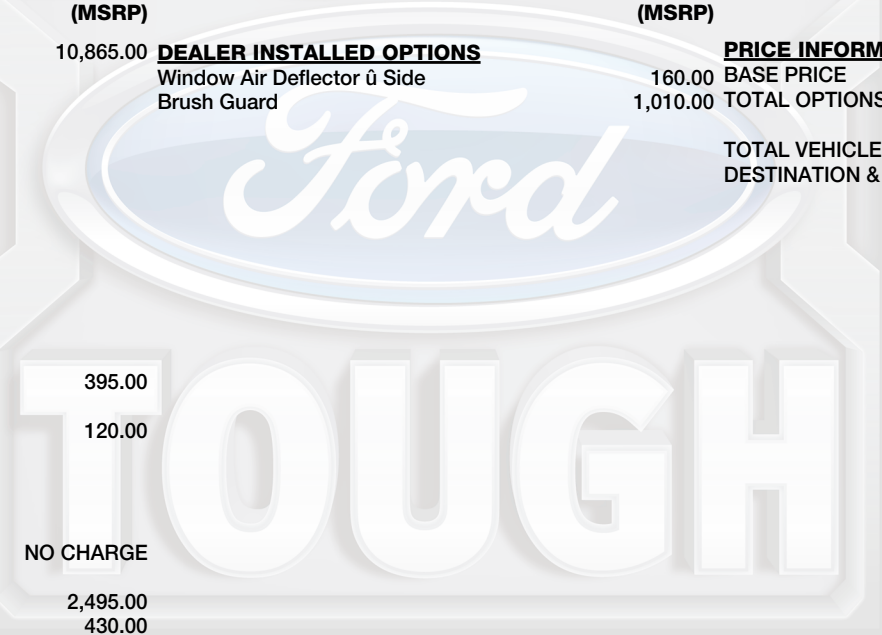 (MSRP) (MSRP)
10,865.00 DEALER INSTALLED OPTIONS PRICE INFORM
Window Air Deflector û Side 160.00 BASE PRICE
Brush Guard 1,010.00 TOTAL OPTIONS
TOTAL VEHICLE
DESTINATION &
Ford
395.00
TOUGH
120.00
NO CHARGE
2,495.00
430.00